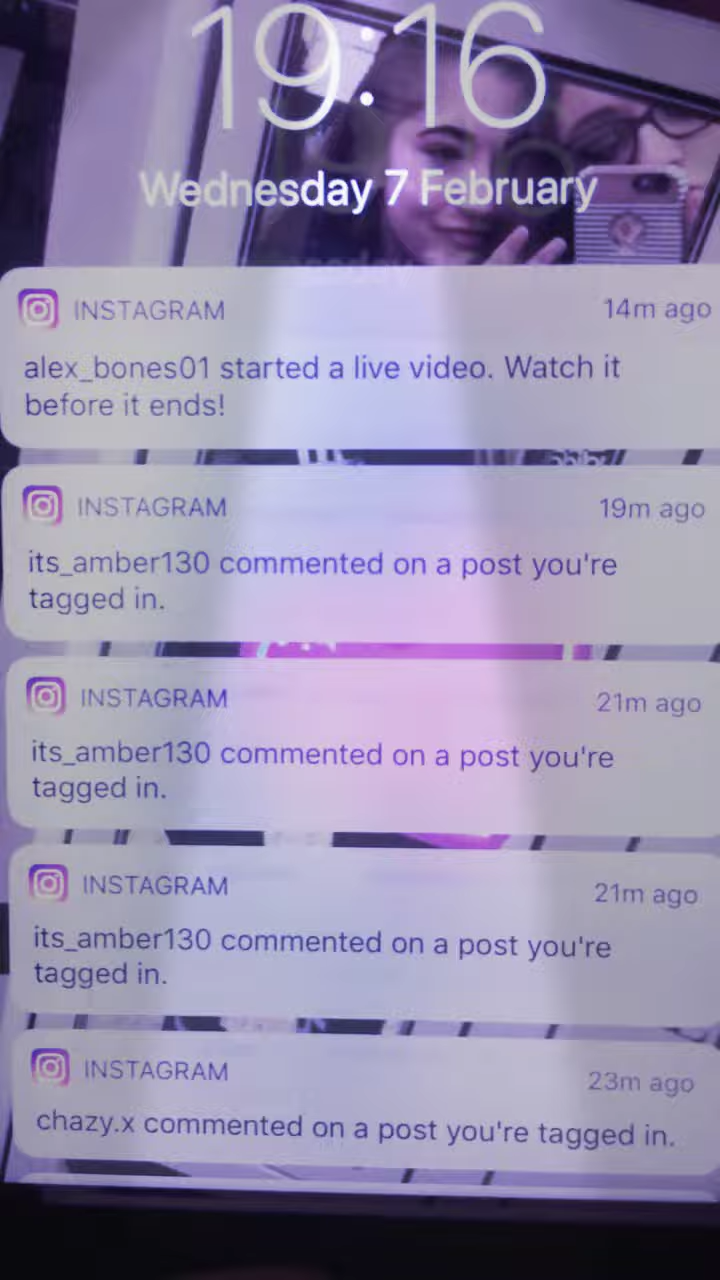 19:16
Wednesday 7 February
INSTAGRAM
14m ago
alex_bones01 started a live video. Watch it
before it ends!
INSTAGRAM
19m ago
its_amber130 commented on a post you're
tagged in.
INSTAGRAM
21m ago
its_amber130 commented on a post you're
tagged in.
INSTAGRAM
21m ago
its_amber130 commented on a post you're
tagged in.
INSTAGRAM
23m ago
chazy.x commented on a post you're tagged in.